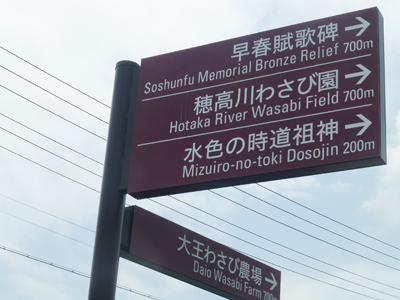 早春賦歌碑
Soshunfu Memorial Bronze Relief 700m
穂高川わさび園
Hotaka River Wasabi Field 700m
水色の時道祖神
Mizuiro-no-toki Dosojin 200m
大王わさび農場
Daio Wasabi Farm 700m